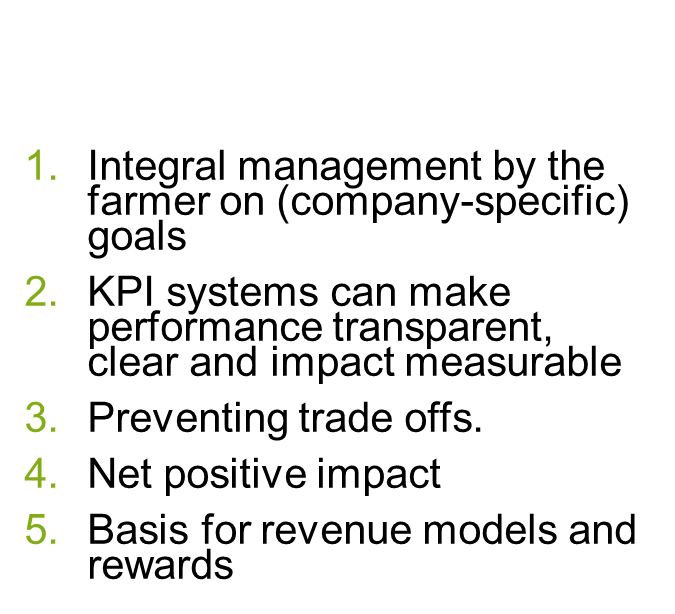 1. Integral management by the
farmer on (company-specific)
goals
2. KPI systems can make
performance transparent,
clear and impact measurable
3. Preventing trade offs.
4. Net positive impact
5. Basis for revenue models and
rewards